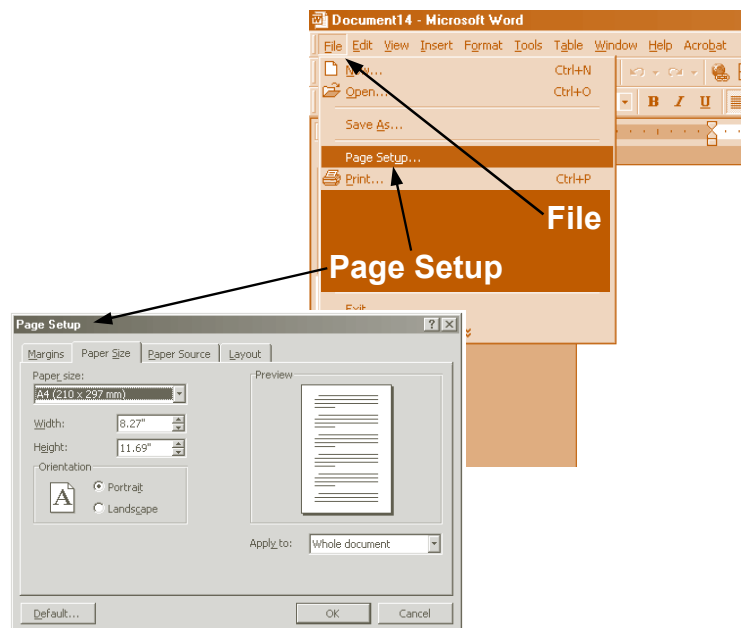 Document14 - Microsoft Word
File Edit View Insert Format Tools Table Window Help Acrobat
Ctrl+N
Open... Ctrl+O
B I U
Save As...
Page Setup...
Print... Ctrl+P
File
Page Setup
Exit
Page Setup
Margins Paper Size Paper Source Layout
Paper size:
A4 (210 x 297 mm)
Width: 8.27"
Height: 11.69"
Orientation
A
Portrait
Landscape
Preview
Apply to: Whole document
Default... OK Cancel